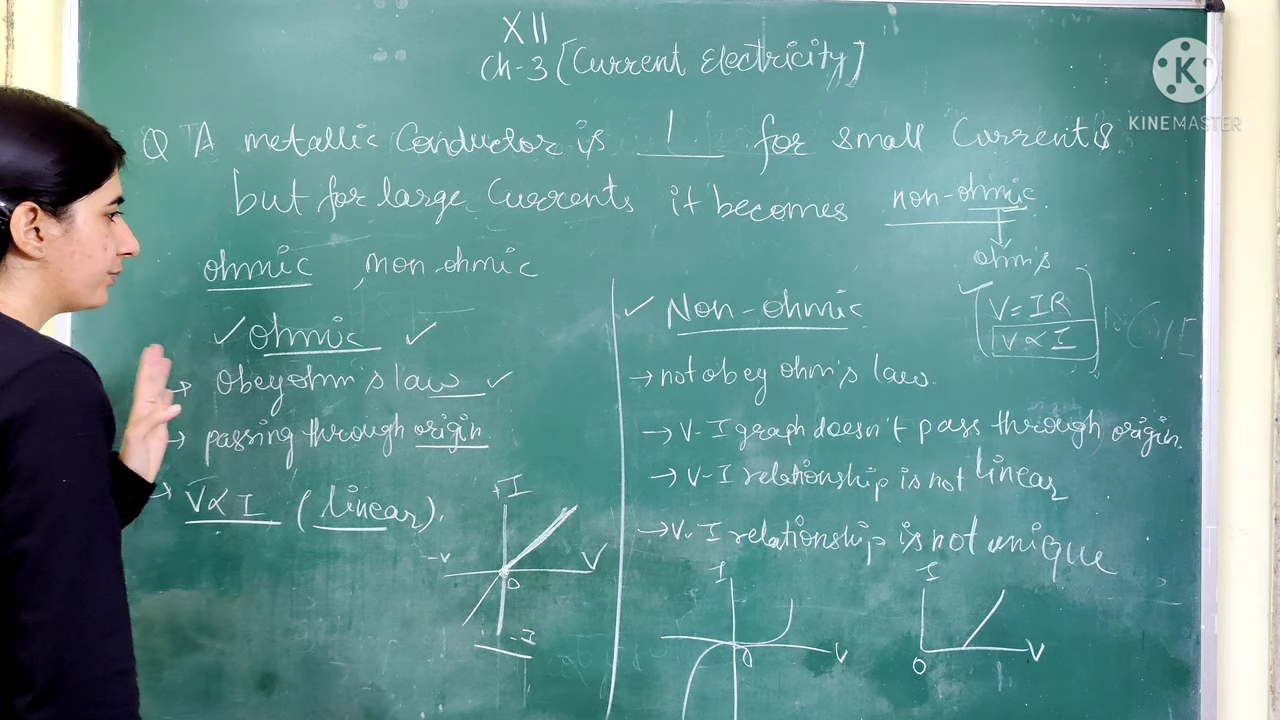 XII
Ch-3 [Current Electricity]
K
KINEMASTER
Q A metallic Conductor is 1 for small Currents
but for large Currents it becomes non-ohmic
ohm's
ohmic, non-ohmic
V=IR
V∝I
✓ Ohmic ✓
→ Obey ohm's law ✓
→ passing through origin
→ V∝I (linear).
I
-V
V
O
-I
✓ Non-ohmic
→ not obey ohm's law.
→ V-I graph doesn't pass through origin.
→ V-I relationship is not linear
→ V-I relationship is not unique
I
O
V
I
O
V